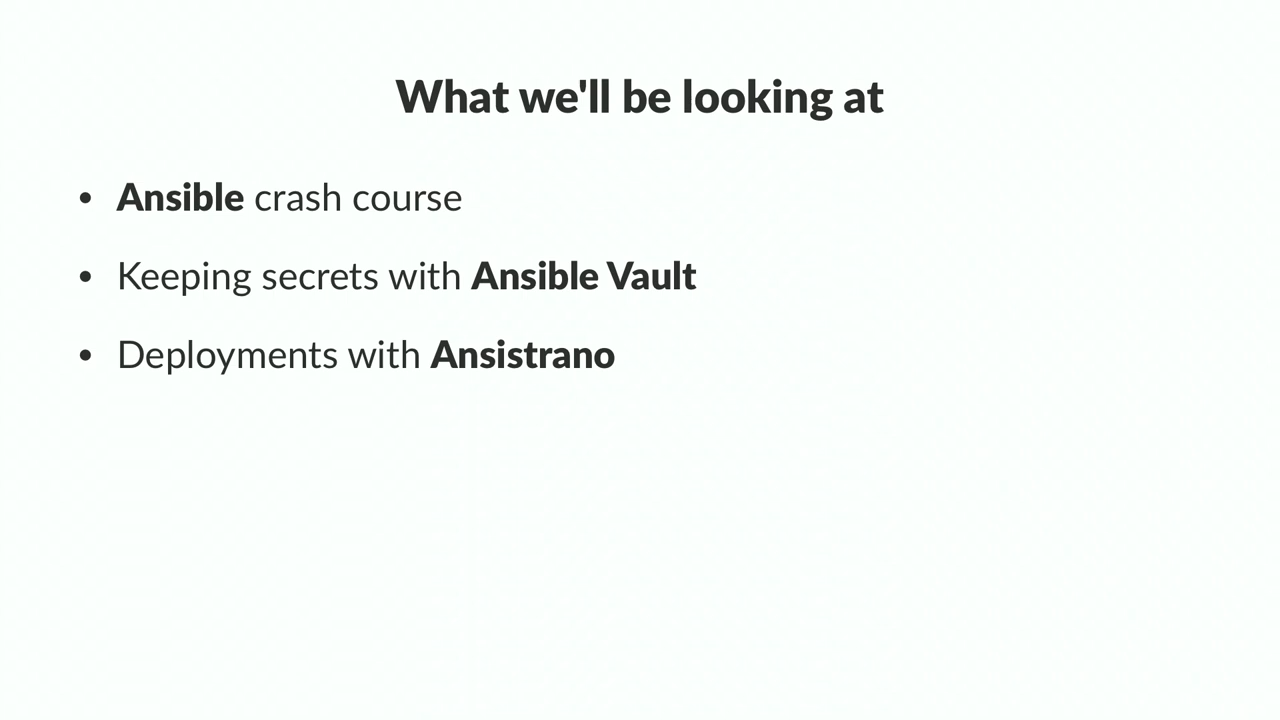 What we'll be looking at
• Ansible crash course
• Keeping secrets with Ansible Vault
• Deployments with Ansistrano